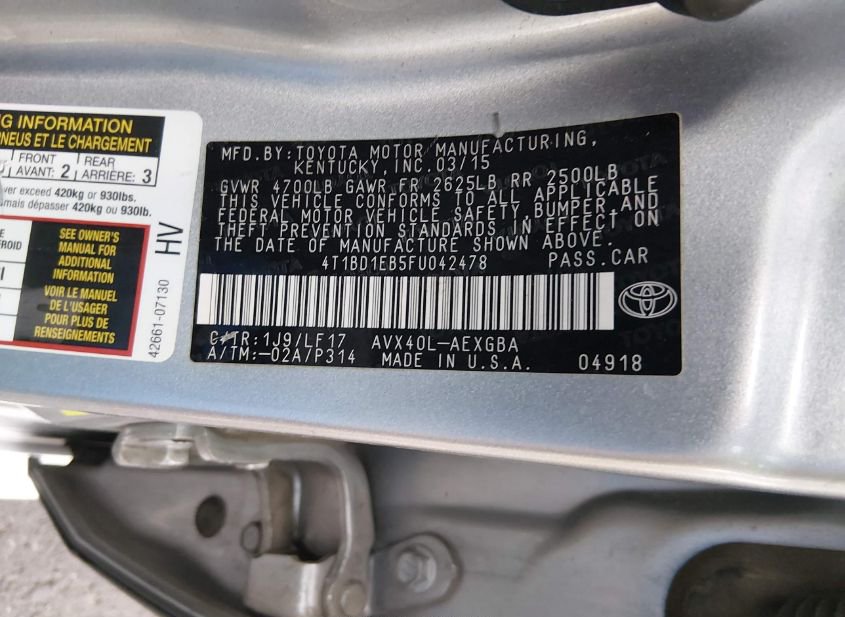 NG INFORMATION
PNEUS ET LE CHARGEMENT
FRONT
AVANT: 2
REAR
ARRIÈRE: 3
ver exceed 420kg or 930lbs.
mais dépasser 420kg ou 930lb.
SEE OWNER'S
MANUAL FOR
ADDITIONAL
INFORMATION
VOIR LE MANUEL
DE L'USAGER
POUR PLUS DE
RENSEIGNEMENTS
HV
42661-07130
MFD.BY:TOYOTA MOTOR MANUFACTURING,
KENTUCKY, INC.03/15
GVWR 4700LB GAWR FR 2625LB RR 2500LB
THIS VEHICLE CONFORMS TO ALL APPLICABLE
FEDERAL MOTOR VEHICLE SAFETY,BUMPER,AND
THEFT PREVENTION STANDARDS IN EFFECT ON
THE DATE OF MANUFACTURE SHOWN ABOVE.
4T1BD1EB5FU042478 PASS.CAR
C/TR:1J9/LF17 AVX40L-AEXGBA
A/TM:-02A7P314 MADE IN U.S.A. 04918